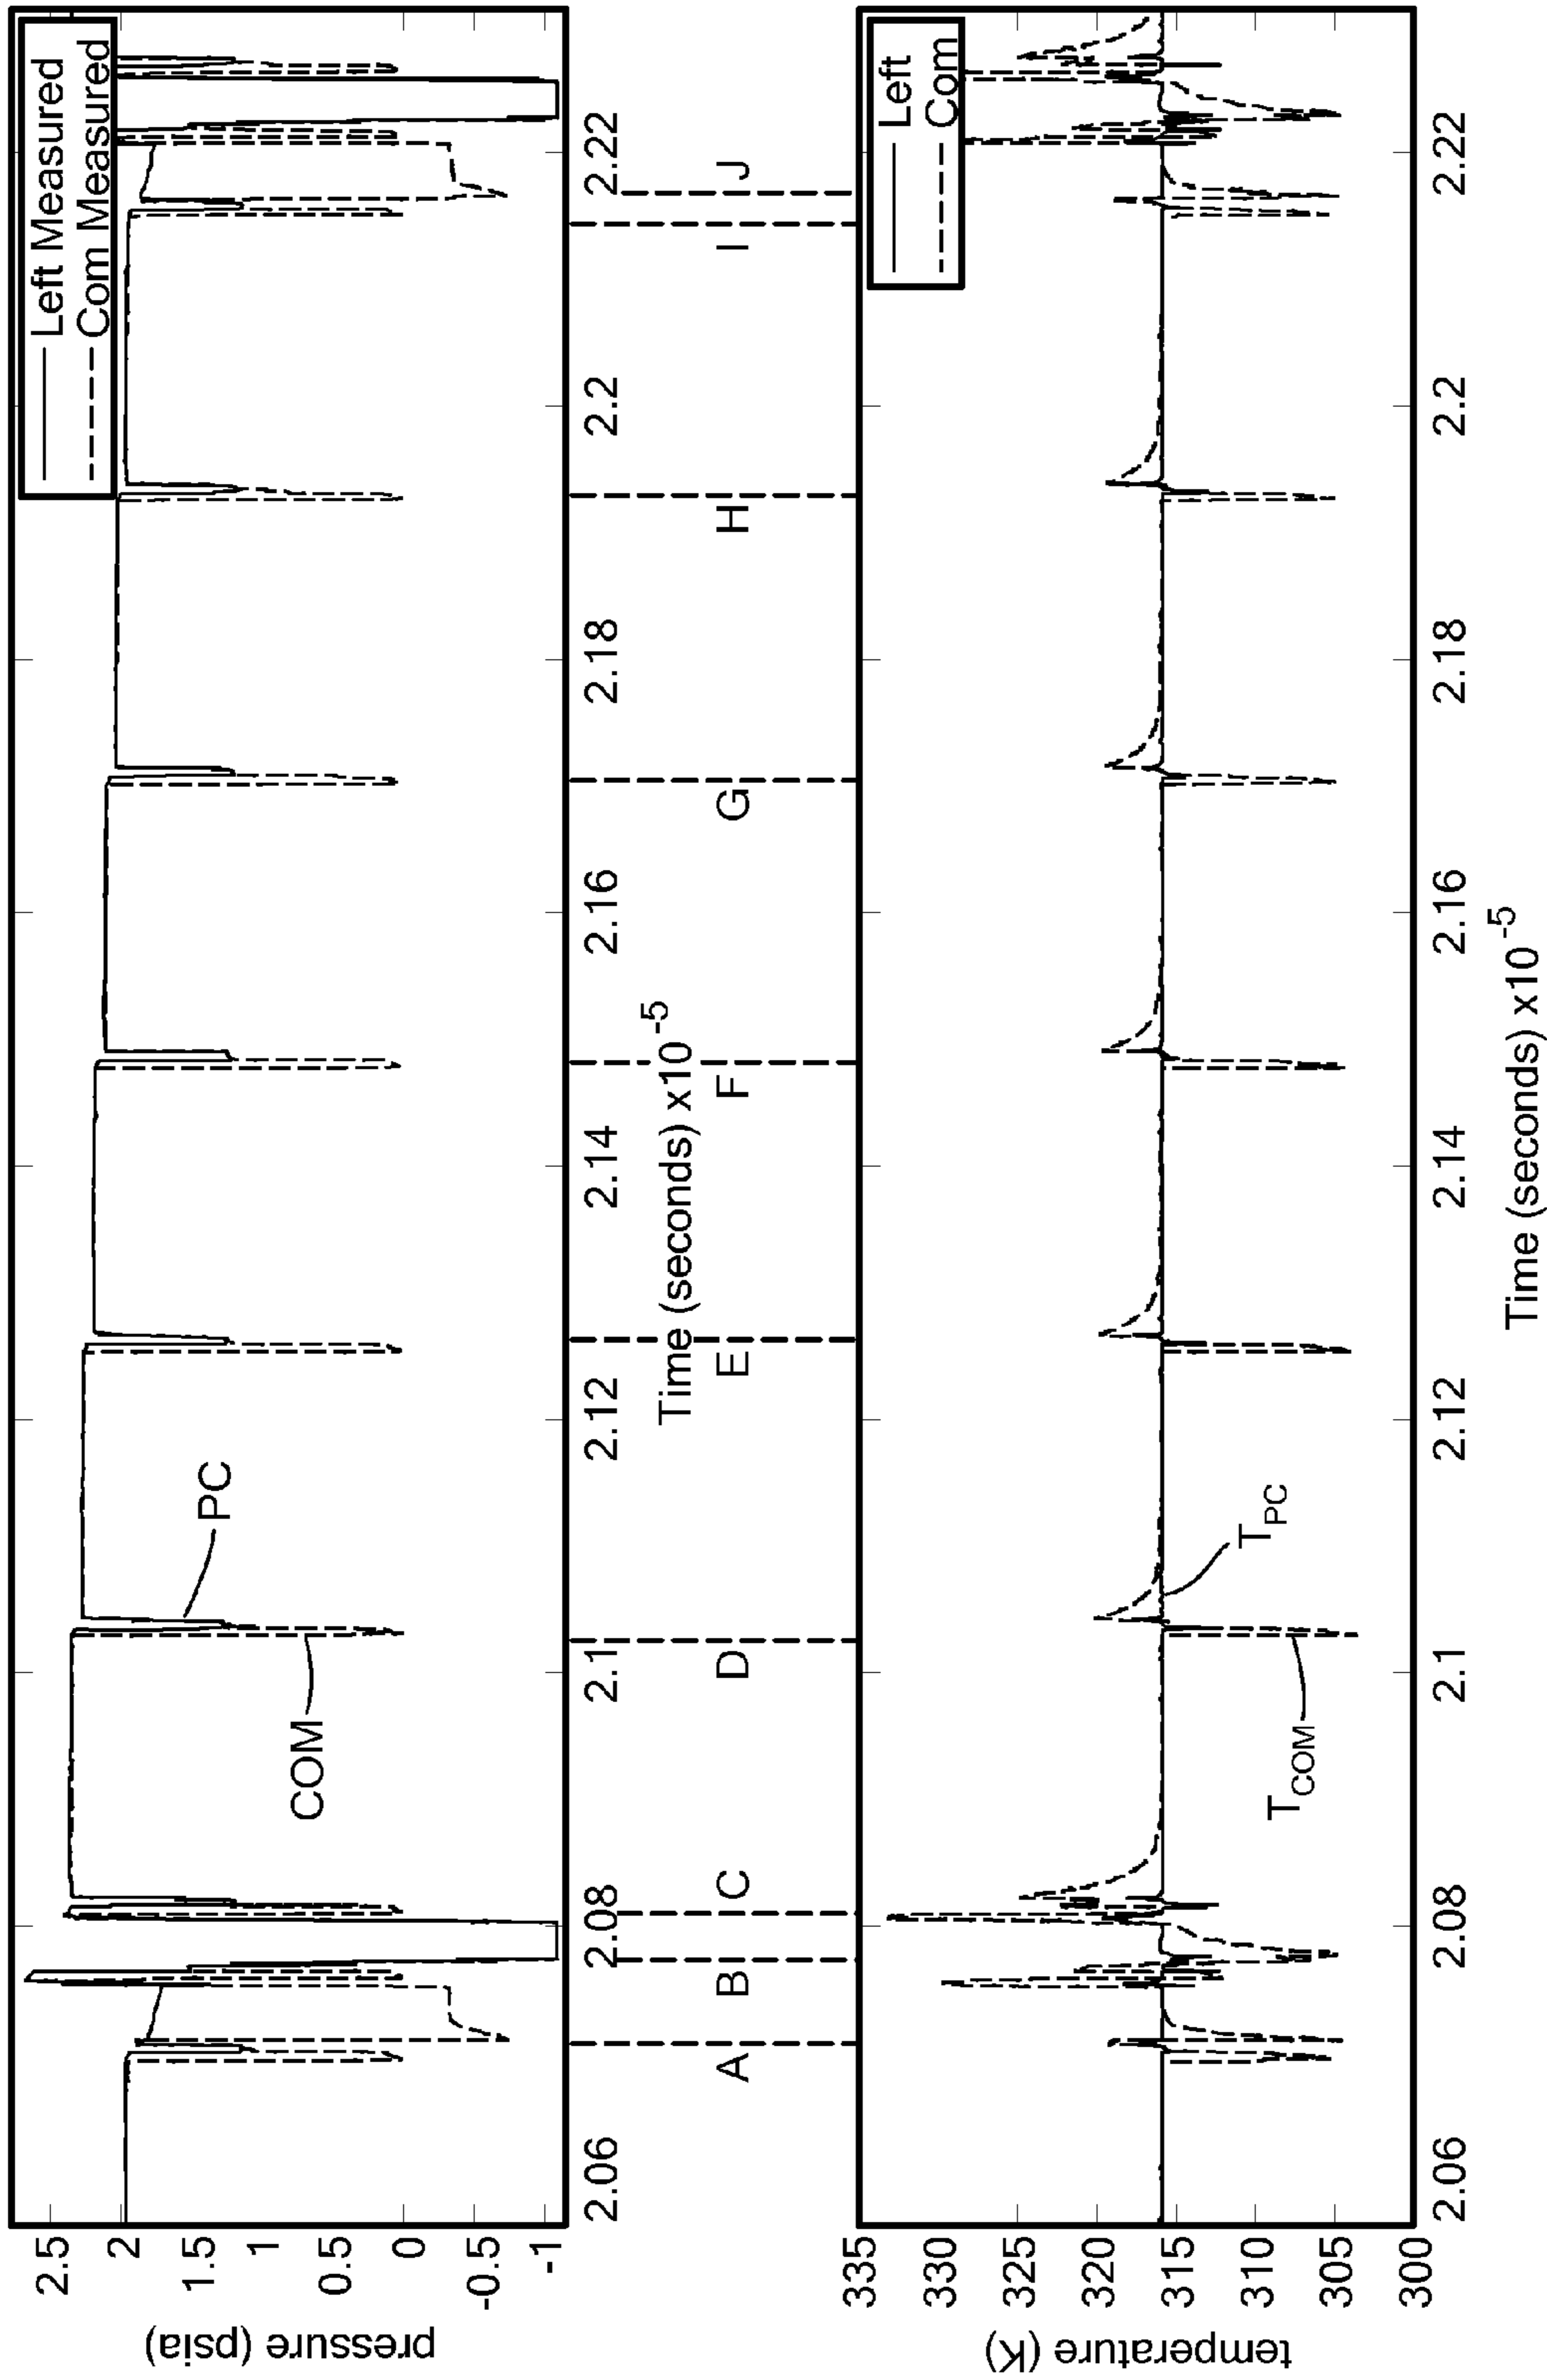 pressure (psia)
2.5
2
1.5
1
0.5
0
-0.5
-1
Left Measured
Com Measured
PC
COM
2.06
2.08
2.1
2.12
2.14
2.16
2.18
2.2
2.22
Time (seconds) x10-5
A
B
C
D
E
F
G
H
I
J
temperature (K)
335
330
325
320
315
310
305
300
Left
Com
TCOM
TPC
2.06
2.08
2.1
2.12
2.14
2.16
2.18
2.2
2.22
Time (seconds) x10-5